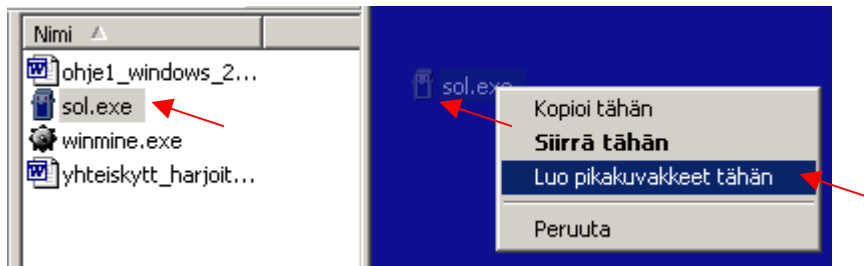 Nimi
ohje1_windows_2...
sol.exe
winmine.exe
yhteiskytt_harjoit...
sol.exe
Kopioi tähän
Siirrä tähän
Luo pikakuvakkeet tähän
Peruuta